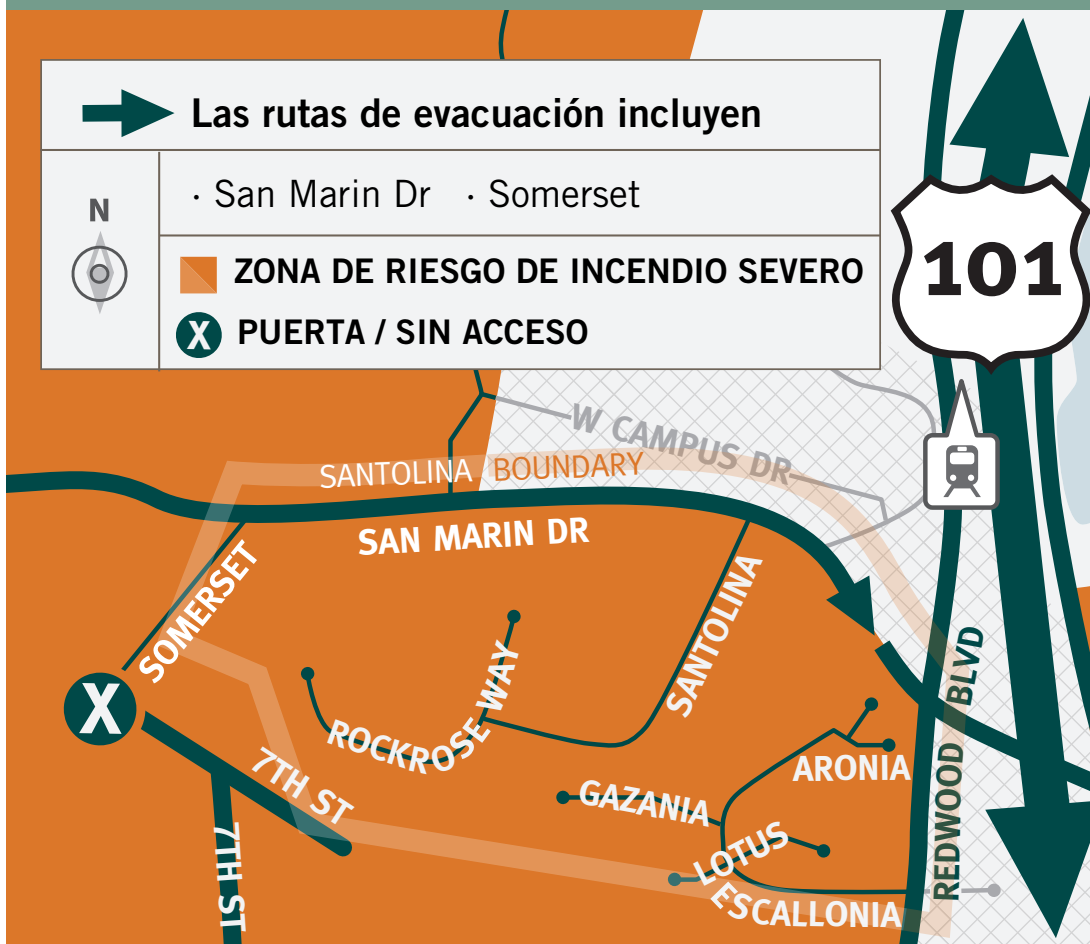 Las rutas de evacuación incluyen
N
· San Marin Dr · Somerset
ZONA DE RIESGO DE INCENDIO SEVERO
X PUERTA / SIN ACCESO
101
W CAMPUS DR
SANTOLINA BOUNDARY
SAN MARIN DR
SOMERSET
SANTOLINA
X
ROCKROSE WAY
7TH ST
7TH ST
GAZANIA
ARONIA
REDWOOD BLVD
LOTUS
ESCALLONIA